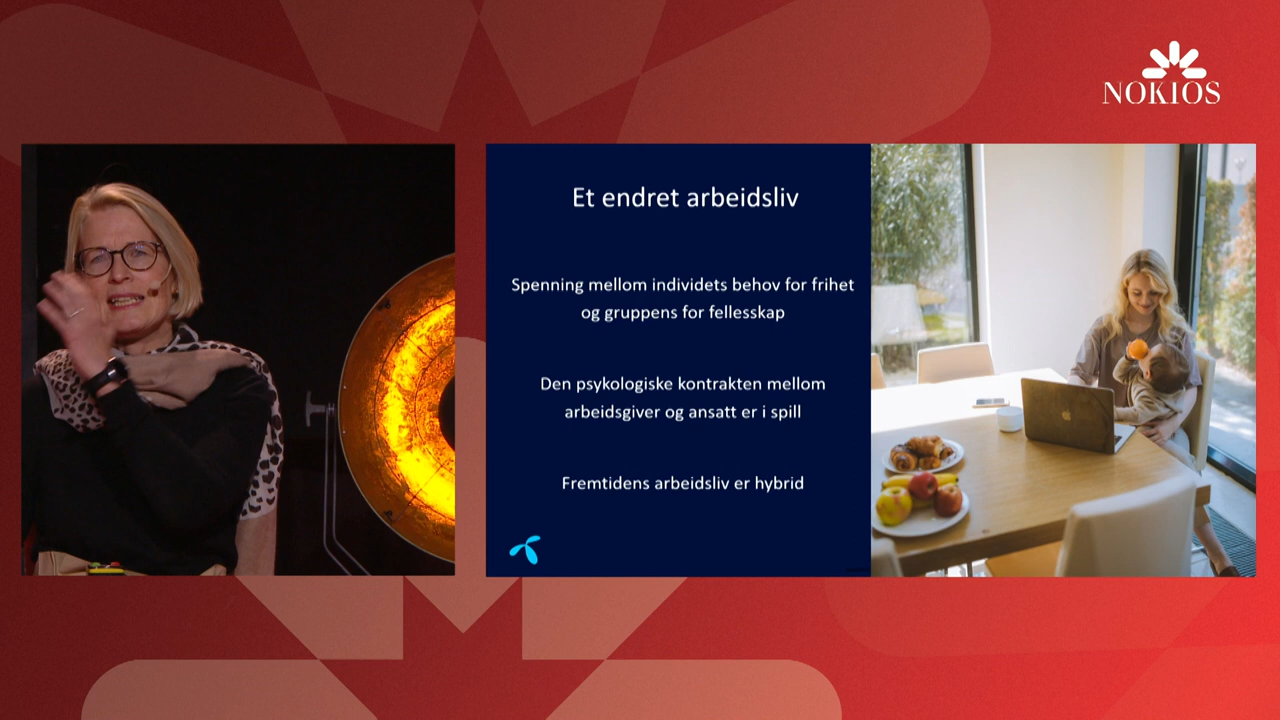 NOKIOS
Et endret arbeidsliv
Spenning mellom individets behov for frihet
og gruppens for fellesskap
Den psykologiske kontrakten mellom
arbeidsgiver og ansatt er i spill
Fremtidens arbeidsliv er hybrid